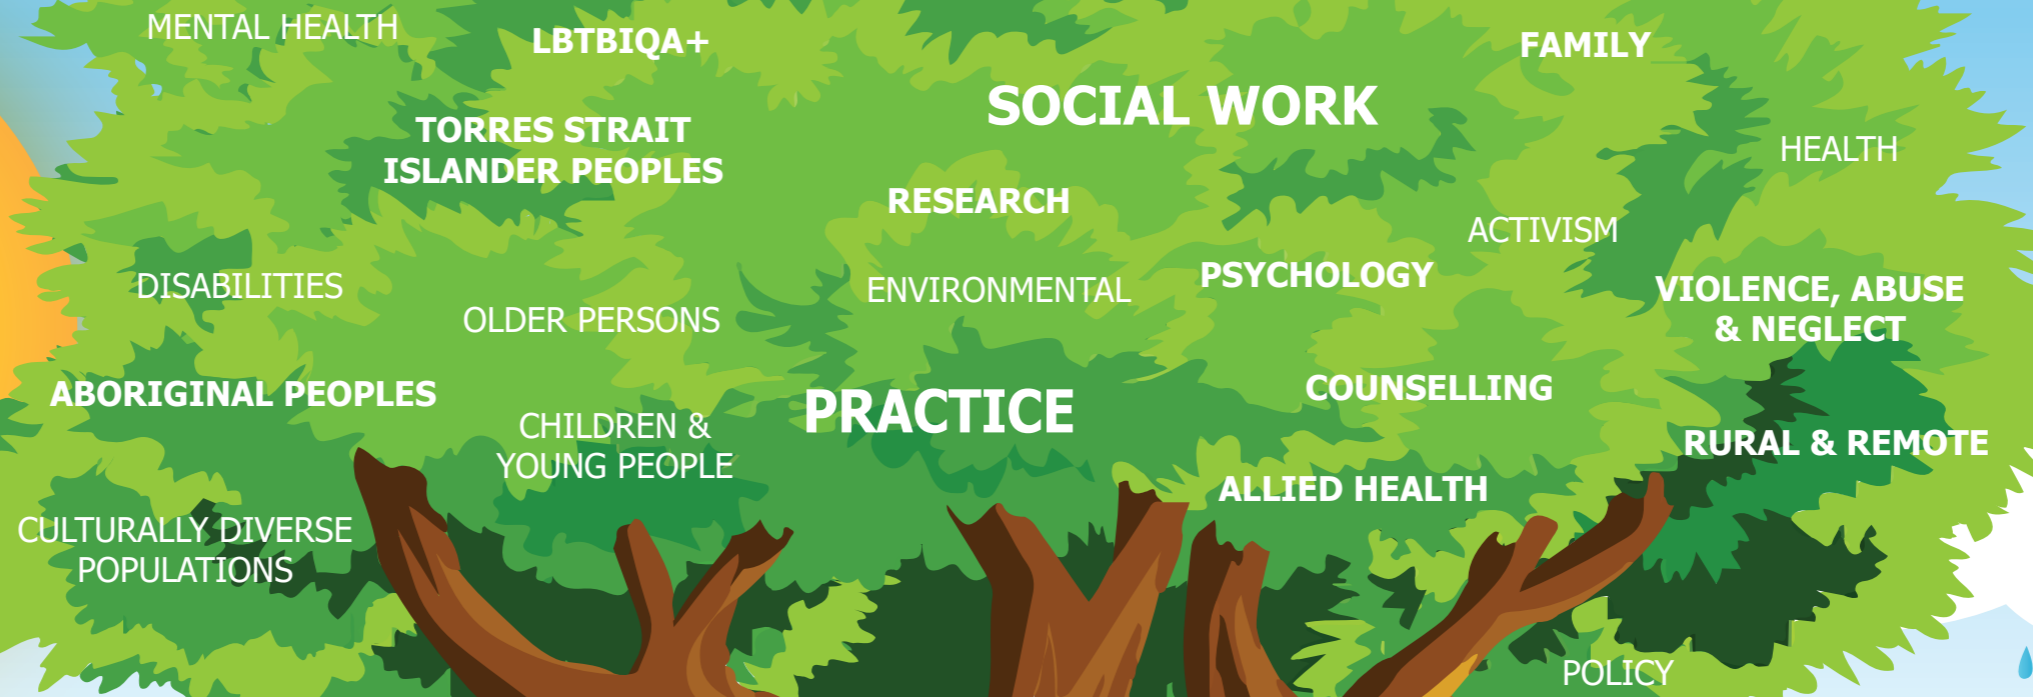 MENTAL HEALTH
LBTBIQA+
FAMILY
SOCIAL WORK
TORRES STRAIT
ISLANDER PEOPLES
HEALTH
RESEARCH
ACTIVISM
PSYCHOLOGY
DISABILITIES
ENVIRONMENTAL
VIOLENCE, ABUSE
& NEGLECT
OLDER PERSONS
ABORIGINAL PEOPLES
PRACTICE
COUNSELLING
CHILDREN &
YOUNG PEOPLE
RURAL & REMOTE
ALLIED HEALTH
CULTURALLY DIVERSE
POPULATIONS
POLICY